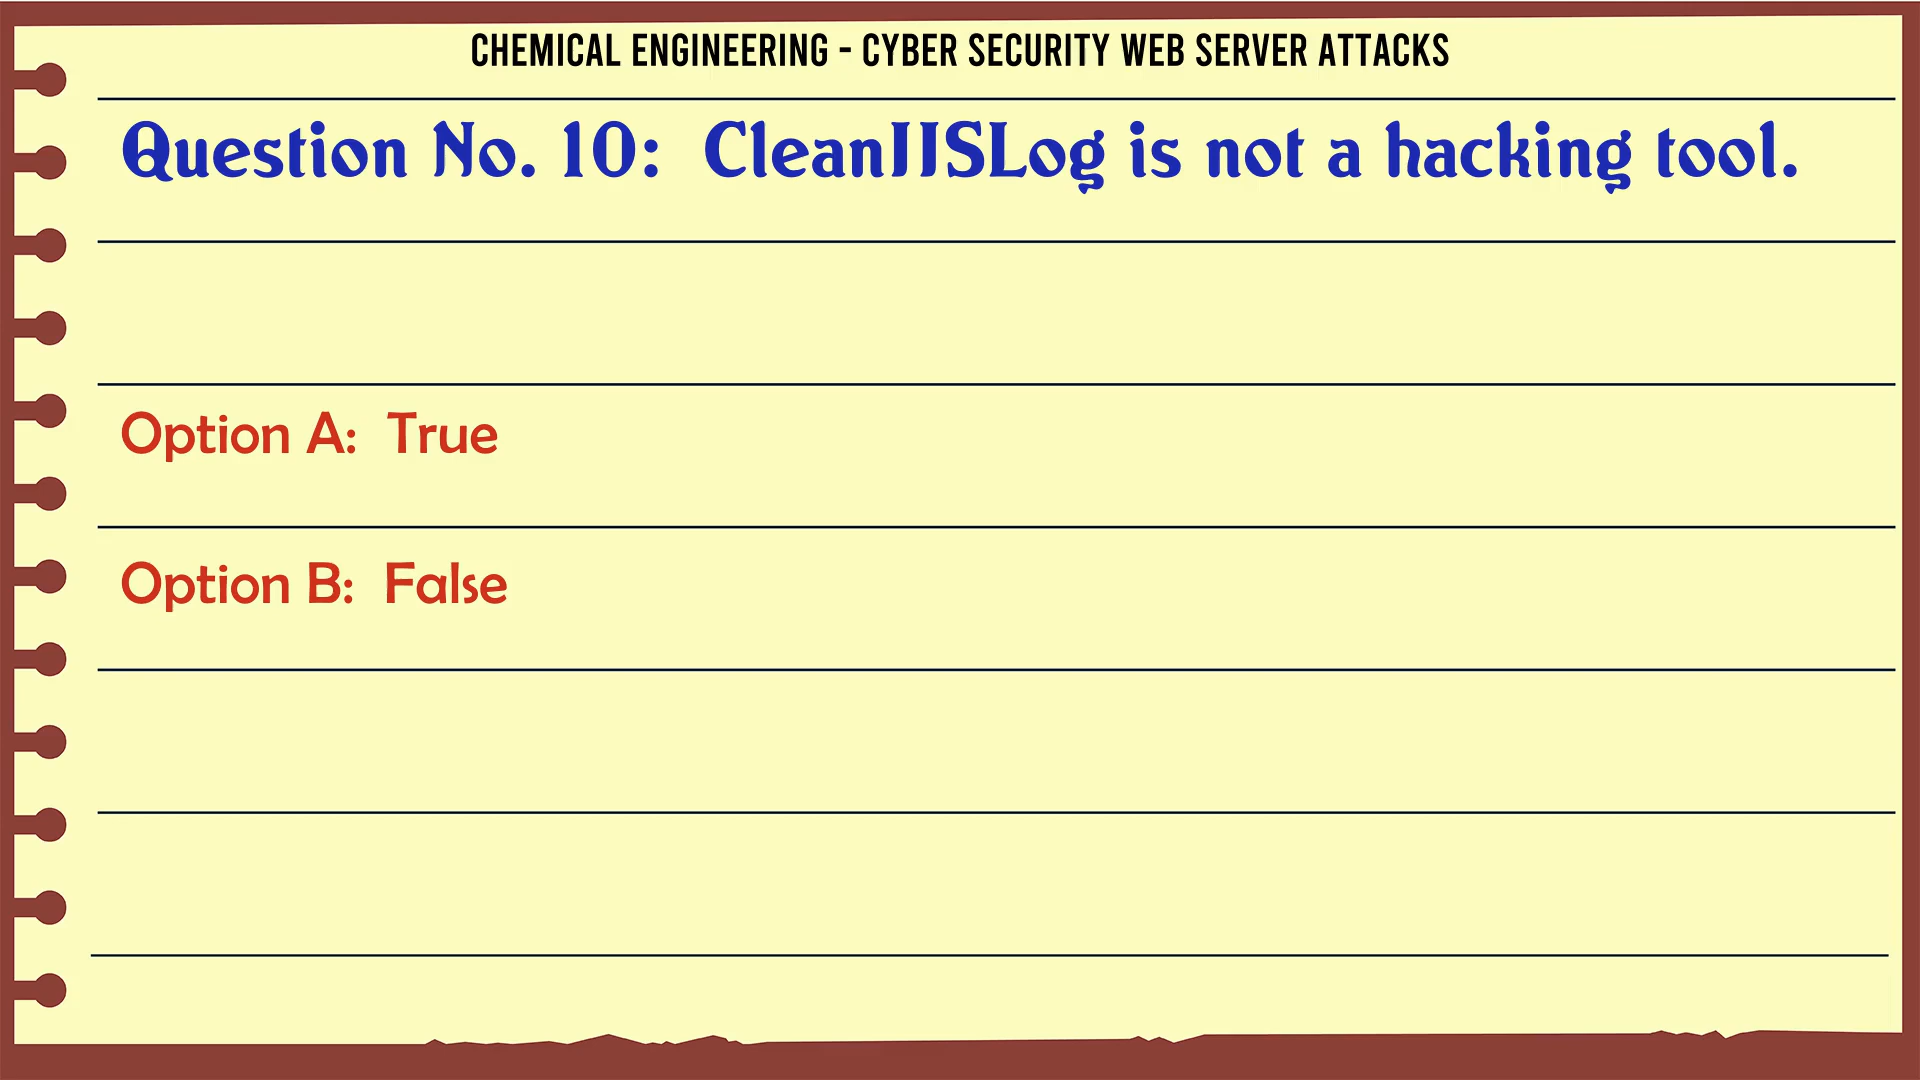 CHEMICAL ENGINEERING - CYBER SECURITY WEB SERVER ATTACKS
Question No. 10: CleanIISLog is not a hacking tool.
Option A: True
Option B: False